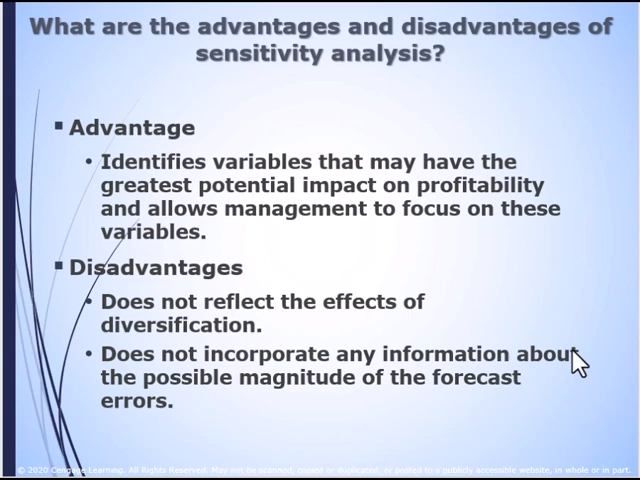 What are the advantages and disadvantages of
sensitivity analysis?
▪ Advantage
• Identifies variables that may have the
greatest potential impact on profitability
and allows management to focus on these
variables.
▪ Disadvantages
• Does not reflect the effects of
diversification.
• Does not incorporate any information about
the possible magnitude of the forecast
errors.
© 2020 Cengage Learning. All Rights Reserved. May not be scanned, copied or duplicated, or posted to a publicly accessible website, in whole or in part.